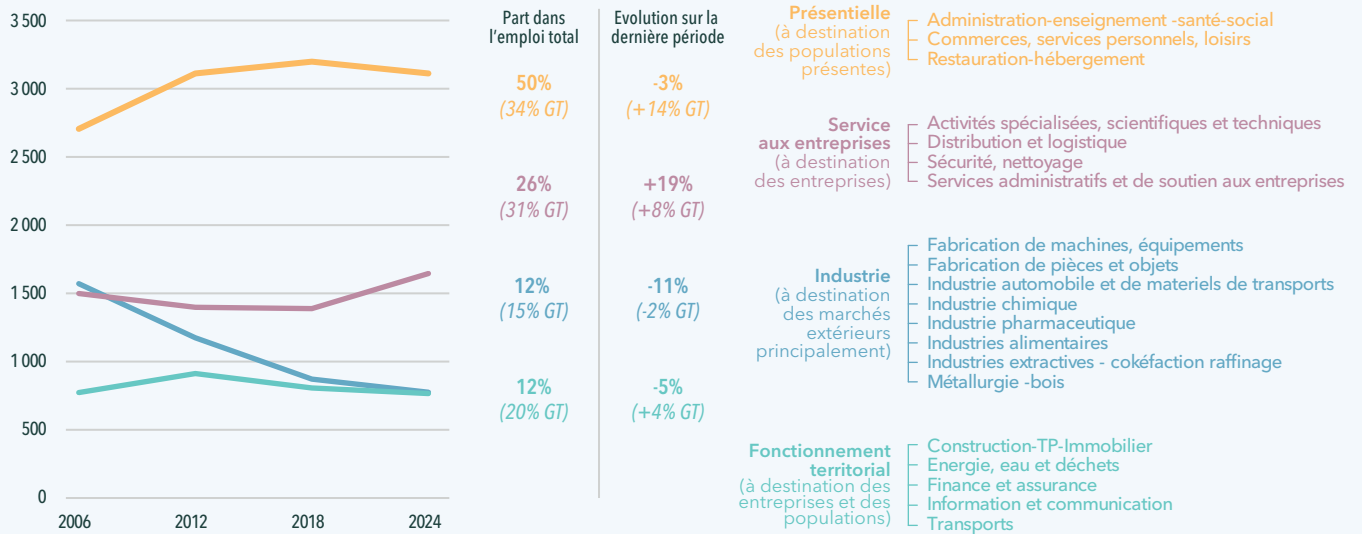 3 500
3 000
2 500
2 000
1 500
1 000
500
0
2006
2012
2018
2024
Part dans
l'emploi total
Evolution sur la
dernière période
50%
(34% GT)
-3%
(+14% GT)
26%
(31% GT)
+19%
(+8% GT)
12%
(15% GT)
-11%
(-2% GT)
12%
(20% GT)
-5%
(+4% GT)
Présentielle
(à destination
des populations
présentes)
Administration-enseignement -santé-social
Commerces, services personnels, loisirs
Restauration-hébergement
Service
aux entreprises
(à destination
des entreprises)
Activités spécialisées, scientifiques et techniques
Distribution et logistique
Sécurité, nettoyage
Services administratifs et de soutien aux entreprises
Industrie
(à destination
des marchés
extérieurs
principalement)
Fabrication de machines, équipements
Fabrication de pièces et objets
Industrie automobile et de materiels de transports
Industrie chimique
Industrie pharmaceutique
Industries alimentaires
Industries extractives - cokéfaction raffinage
Métallurgie -bois
Fonctionnement
territorial
(à destination des
entreprises et des
populations)
Construction-TP-Immobilier
Energie, eau et déchets
Finance et assurance
Information et communication
Transports